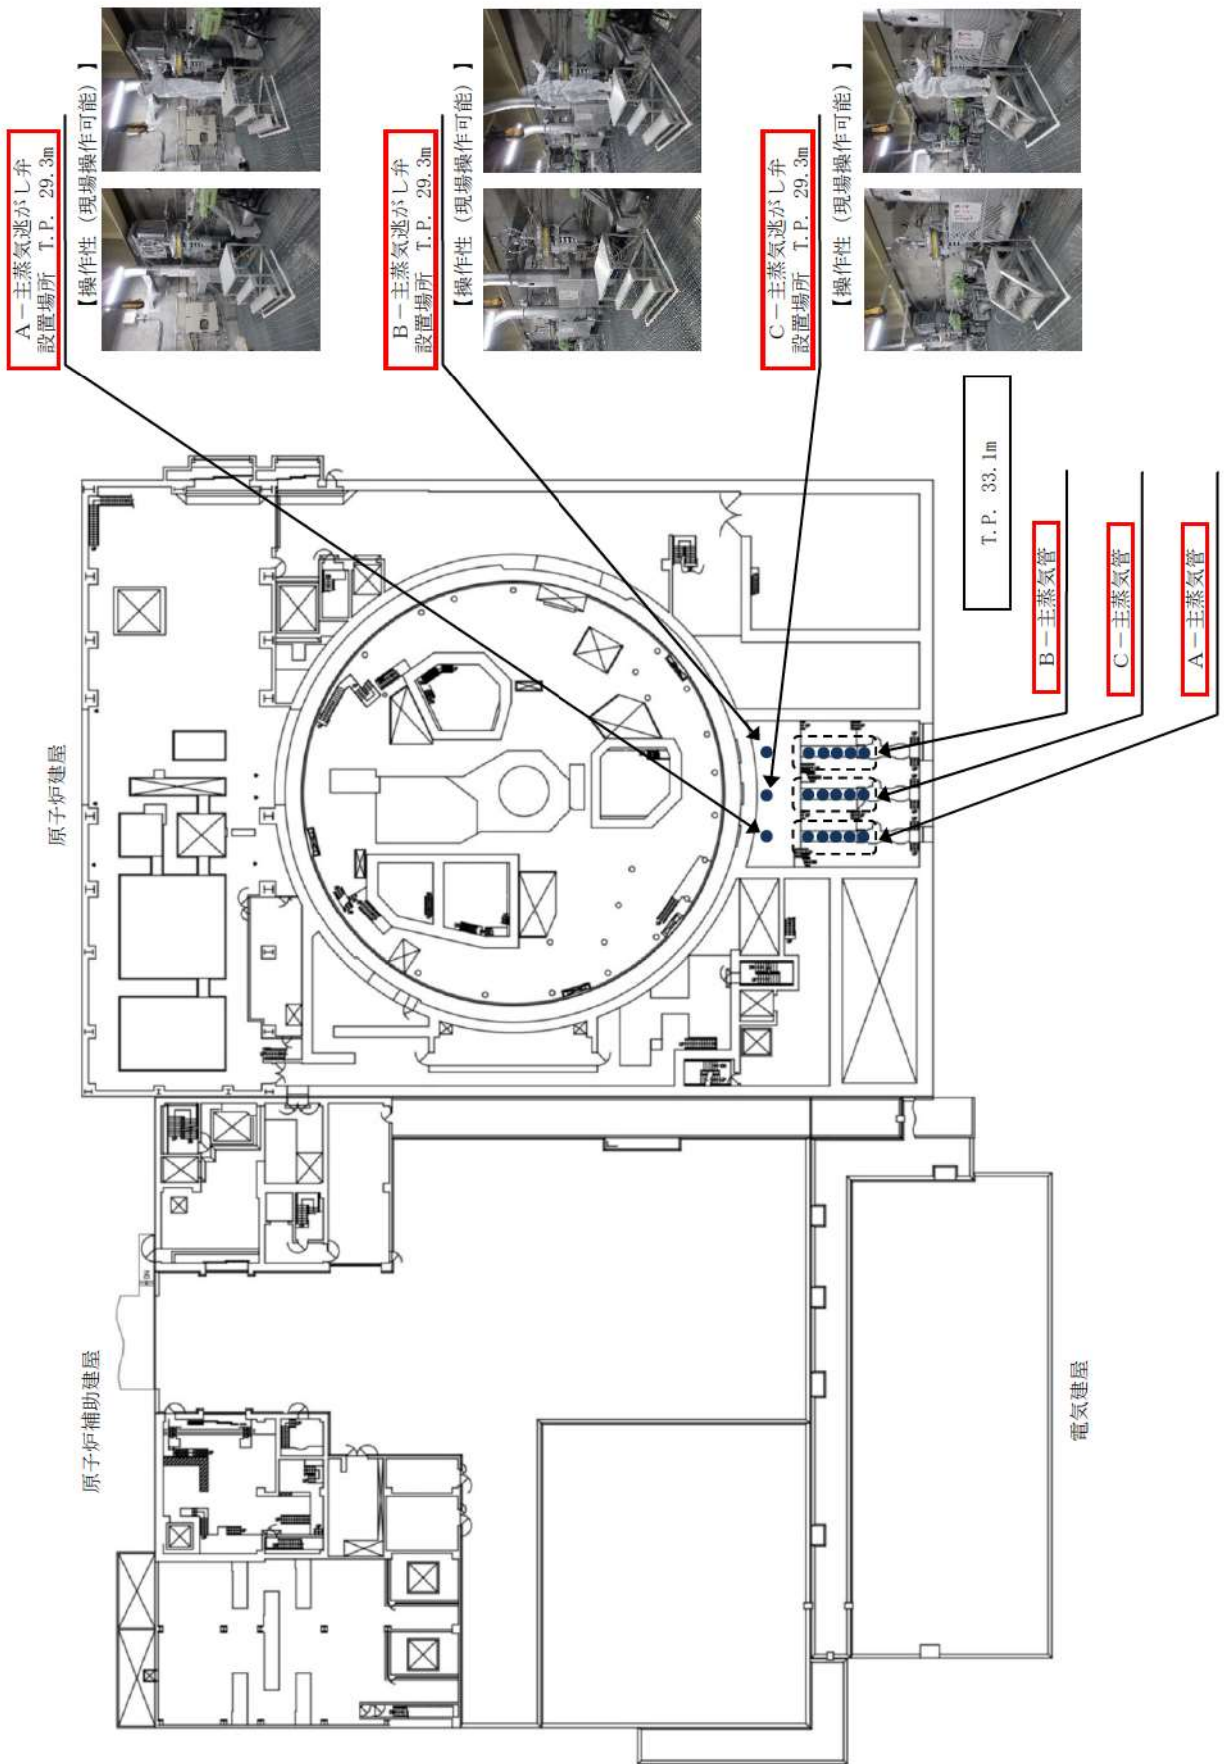 A－主蒸気逃がし弁
設置場所 T.P. 29.3m
【操作性（現場操作可能）】
B－主蒸気逃がし弁
設置場所 T.P. 29.3m
【操作性（現場操作可能）】
C－主蒸気逃がし弁
設置場所 T.P. 29.3m
【操作性（現場操作可能）】
T.P. 33.1m
B－主蒸気管
C－主蒸気管
A－主蒸気管
原子炉建屋
原子炉補助建屋
電気建屋